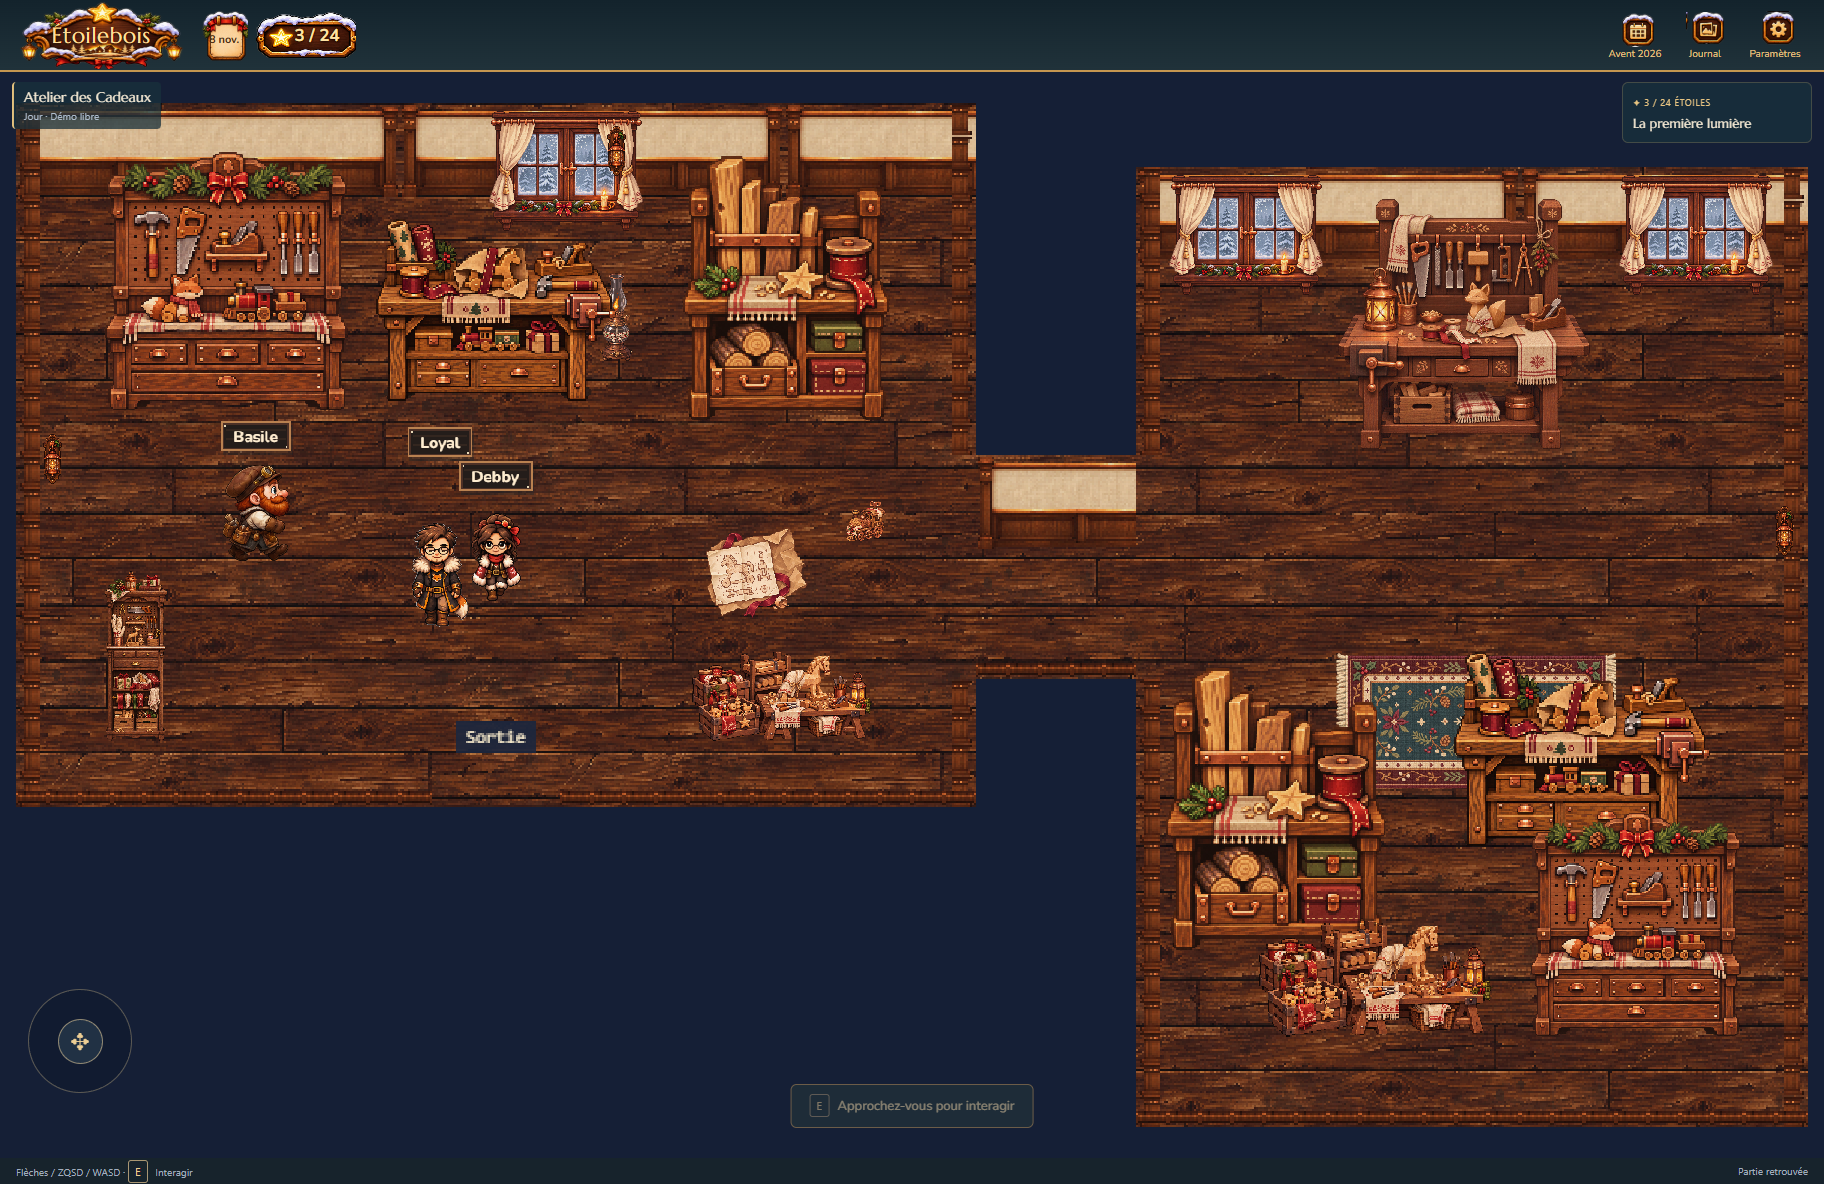 Etoilebois
8 nov.
3 / 24
Avent 2026
Journal
Paramètres
Atelier des Cadeaux
Jour · Démo libre
✦ 3 / 24 ÉTOILES
La première lumière
Basile
Loyal
Debby
Sortie
E Approchez-vous pour interagir
Flèches / ZQSD / WASD · E Interagir
Partie retrouvée